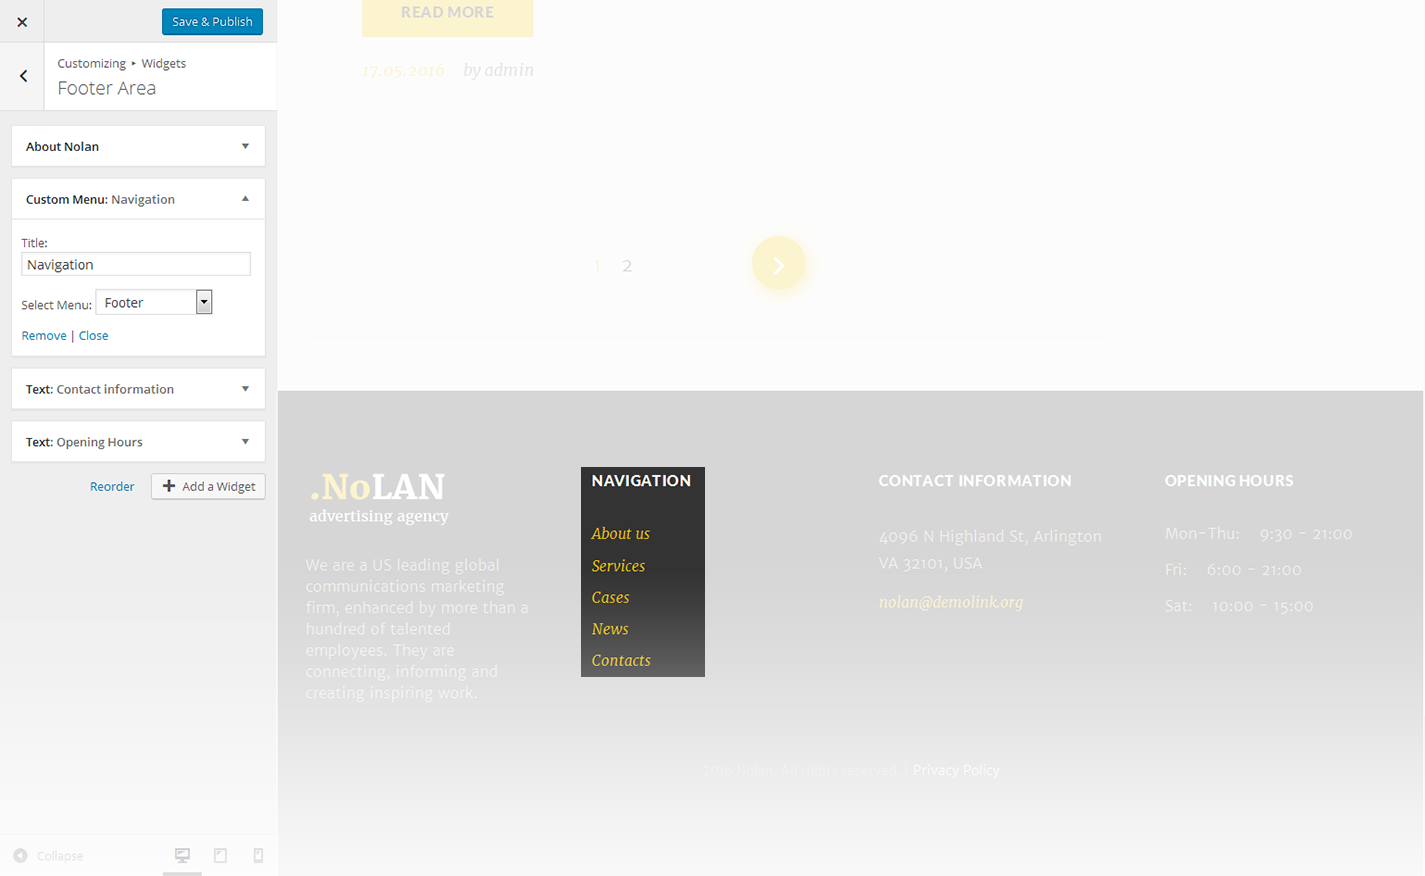 Save & Publish
Customizing ▸ Widgets
Footer Area
About Nolan
Custom Menu: Navigation
Title:
Navigation
Select Menu: Footer
Remove | Close
Text: Contact information
Text: Opening Hours
Reorder
Add a Widget
Collapse
READ MORE
17.05.2016 by admin
1 2
.NoLAN
advertising agency
We are a US leading global
communications marketing
firm, enhanced by more than a
hundred of talented
employees. They are
connecting, informing and
creating inspiring work.
NAVIGATION
About us
Services
Cases
News
Contacts
CONTACT INFORMATION
4096 N Highland St, Arlington
VA 32101, USA
nolan@demolink.org
OPENING HOURS
Mon-Thu: 9:30 - 21:00
Fri: 6:00 - 21:00
Sat: 10:00 - 15:00
2016 Nolan. All rights reserved. | Privacy Policy